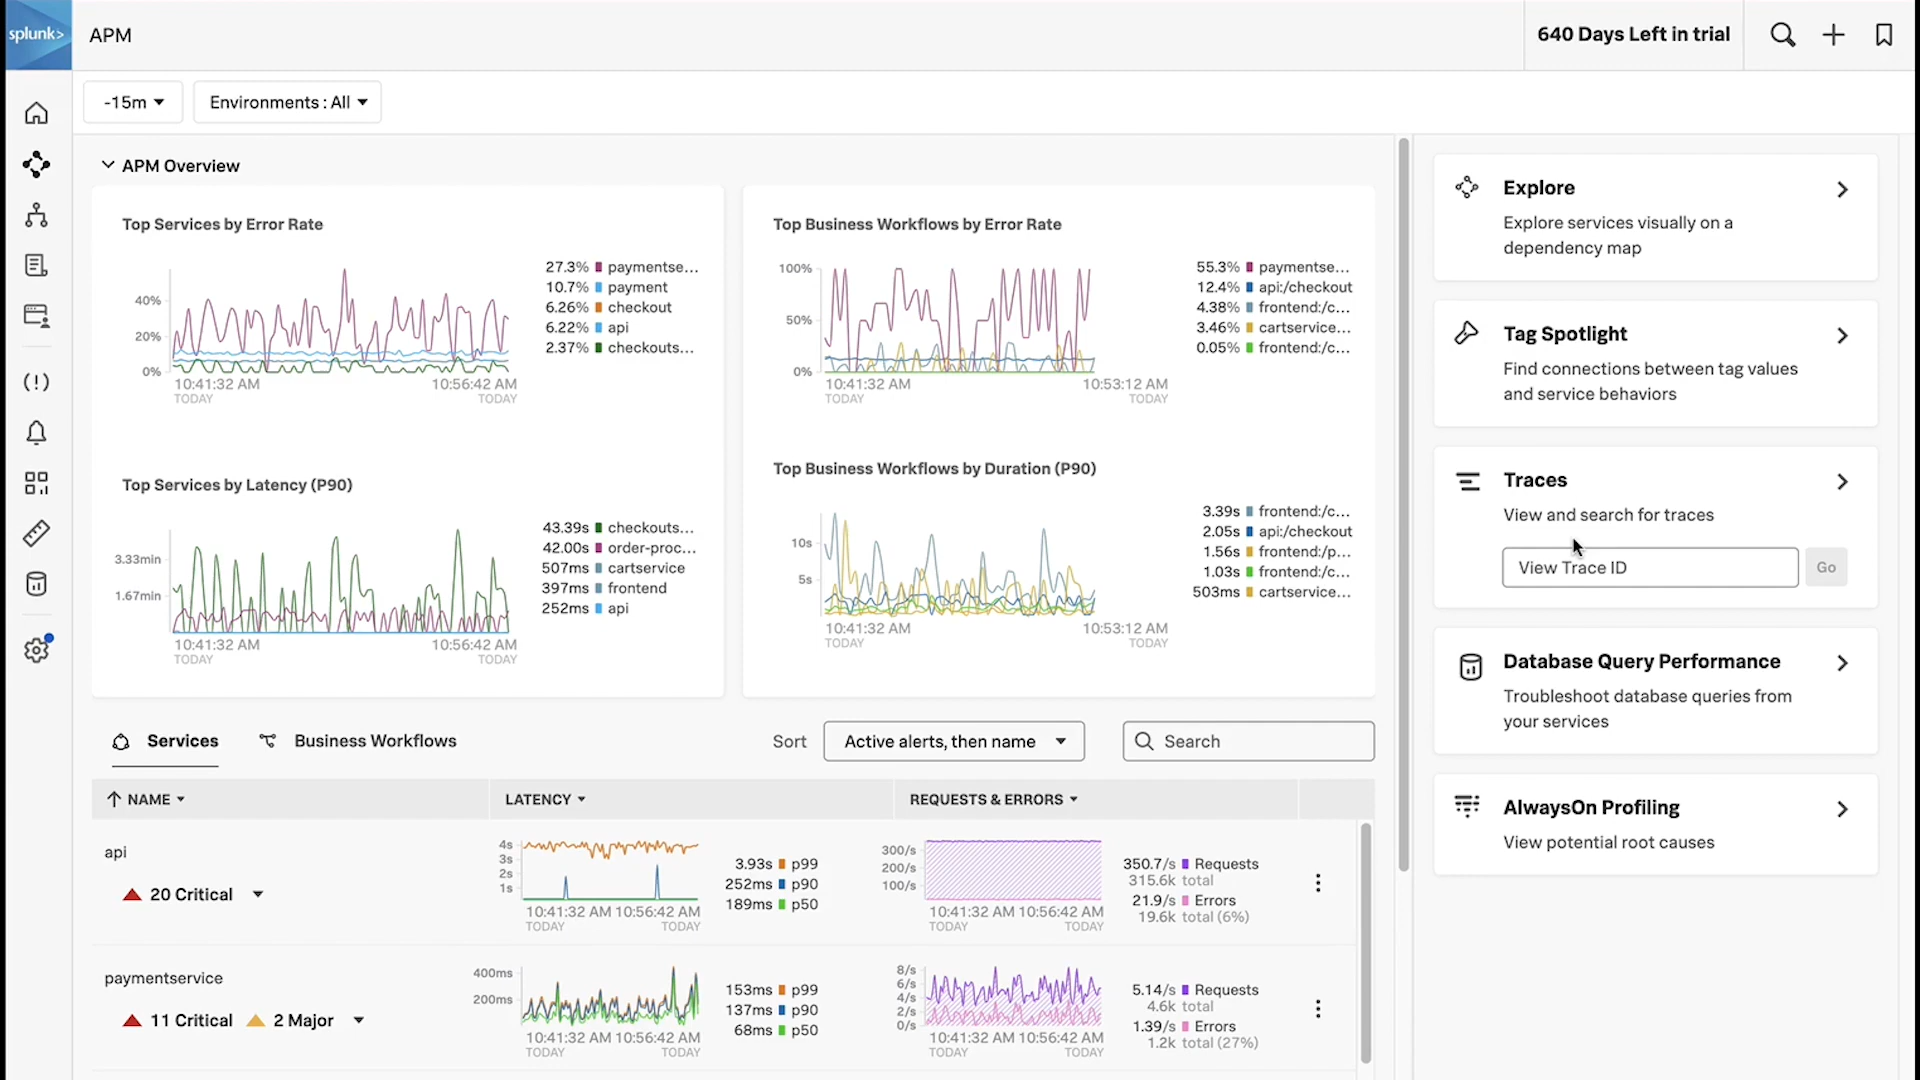 splunk>
APM
640 Days Left in trial
-15m
Environments : All
APM Overview
Top Services by Error Rate
40%
20%
0%
10:41:32 AM
TODAY
10:56:42 AM
TODAY
27.3% paymentse...
10.7% payment
6.26% checkout
6.22% api
2.37% checkouts...
Top Business Workflows by Error Rate
100%
50%
0%
10:41:32 AM
TODAY
10:53:12 AM
TODAY
55.3% paymentse...
12.4% api:/checkout
4.38% frontend:/c...
3.46% cartservice...
0.05% frontend:/c...
Top Services by Latency (P90)
3.33min
1.67min
10:41:32 AM
TODAY
10:56:42 AM
TODAY
43.39s checkouts...
42.00s order-proc...
507ms cartservice
397ms frontend
252ms api
Top Business Workflows by Duration (P90)
10s
5s
10:41:32 AM
TODAY
10:53:12 AM
TODAY
3.39s frontend:/c...
2.05s api:/checkout
1.56s frontend:/p...
1.03s frontend:/c...
503ms cartservice...
Services
Business Workflows
Sort
Active alerts, then name
Search
NAME
LATENCY
REQUESTS & ERRORS
api
20 Critical
4s
3s
2s
1s
10:41:32 AM 10:56:42 AM
TODAY TODAY
3.93s p99
252ms p90
189ms p50
300/s
200/s
100/s
10:41:32 AM 10:56:42 AM
TODAY TODAY
350.7/s Requests
315.6k total
21.9/s Errors
19.6k total (6%)
paymentservice
11 Critical 2 Major
400ms
200ms
10:41:32 AM 10:56:42 AM
TODAY TODAY
153ms p99
137ms p90
68ms p50
8/s
6/s
4/s
2/s
0/s
10:41:32 AM 10:56:42 AM
TODAY TODAY
5.14/s Requests
4.6k total
1.39/s Errors
1.2k total (27%)
Explore
Explore services visually on a
dependency map
Tag Spotlight
Find connections between tag values
and service behaviors
Traces
View and search for traces
View Trace ID
Go
Database Query Performance
Troubleshoot database queries from
your services
AlwaysOn Profiling
View potential root causes